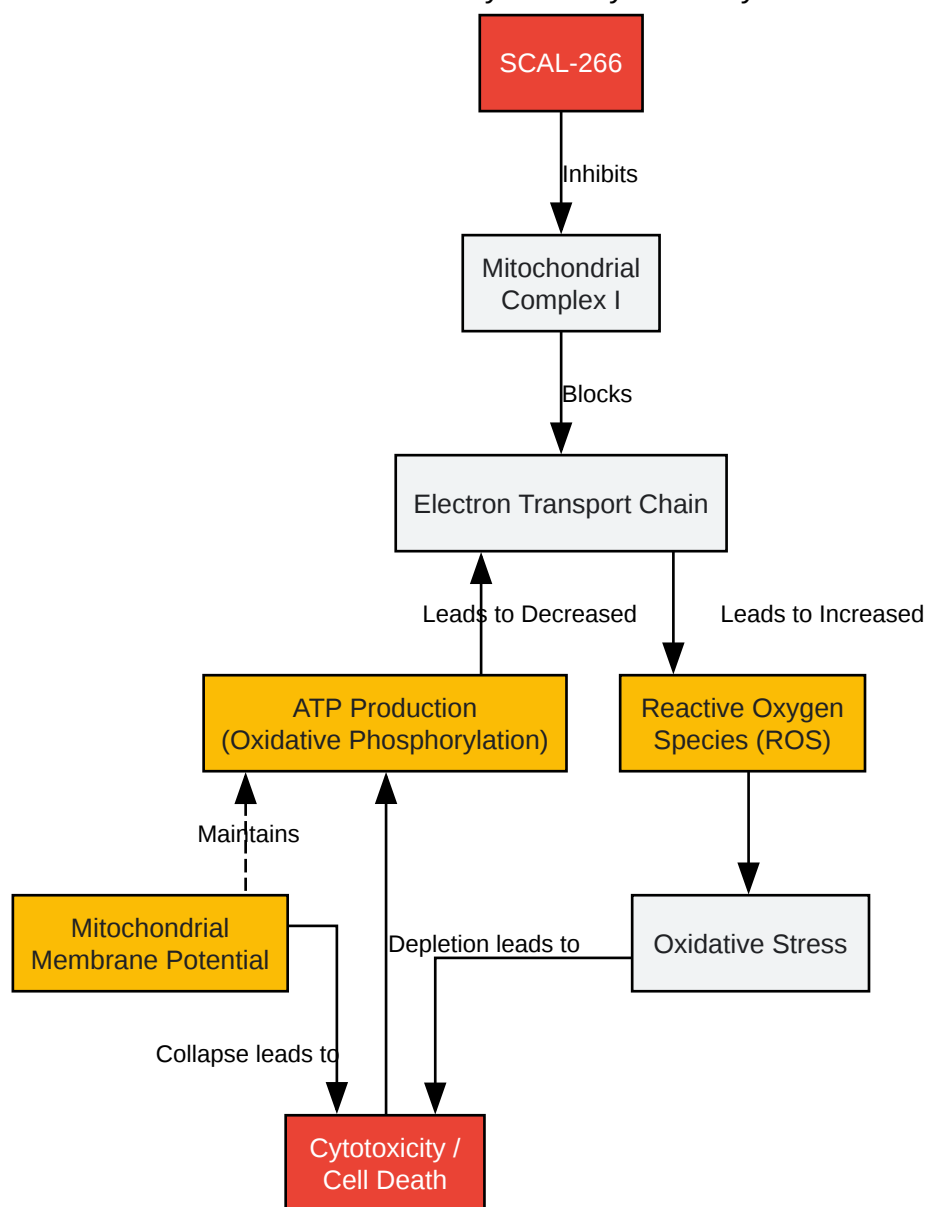 SCAL-266
Inhibits
Mitochondrial
Complex I
Blocks
Electron Transport Chain
Leads to Decreased
Leads to Increased
ATP Production
(Oxidative Phosphorylation)
Reactive Oxygen
Species (ROS)
Maintains
Mitochondrial
Membrane Potential
Depletion leads to
Oxidative Stress
Collapse leads to
Cytotoxicity /
Cell Death